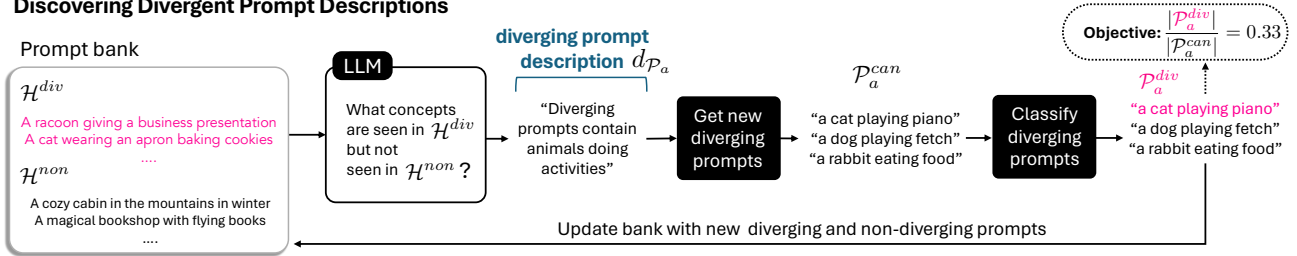 Discovering Divergent Prompt Descriptions
Prompt bank
H^div
A racoon giving a business presentation
A cat wearing an apron baking cookies
....
H^non
A cozy cabin in the mountains in winter
A magical bookshop with flying books
....
LLM
What concepts
are seen in H^div
but not
seen in H^non ?
diverging prompt
description d_P_a
“Diverging
prompts contain
animals doing
activities”
Get new
diverging
prompts
P_a^can
“a cat playing piano”
“a dog playing fetch”
“a rabbit eating food”
Classify
diverging
prompts
Objective: |P_a^div| / |P_a^can| = 0.33
P_a^div
“a cat playing piano”
“a dog playing fetch”
“a rabbit eating food”
Update bank with new diverging and non-diverging prompts